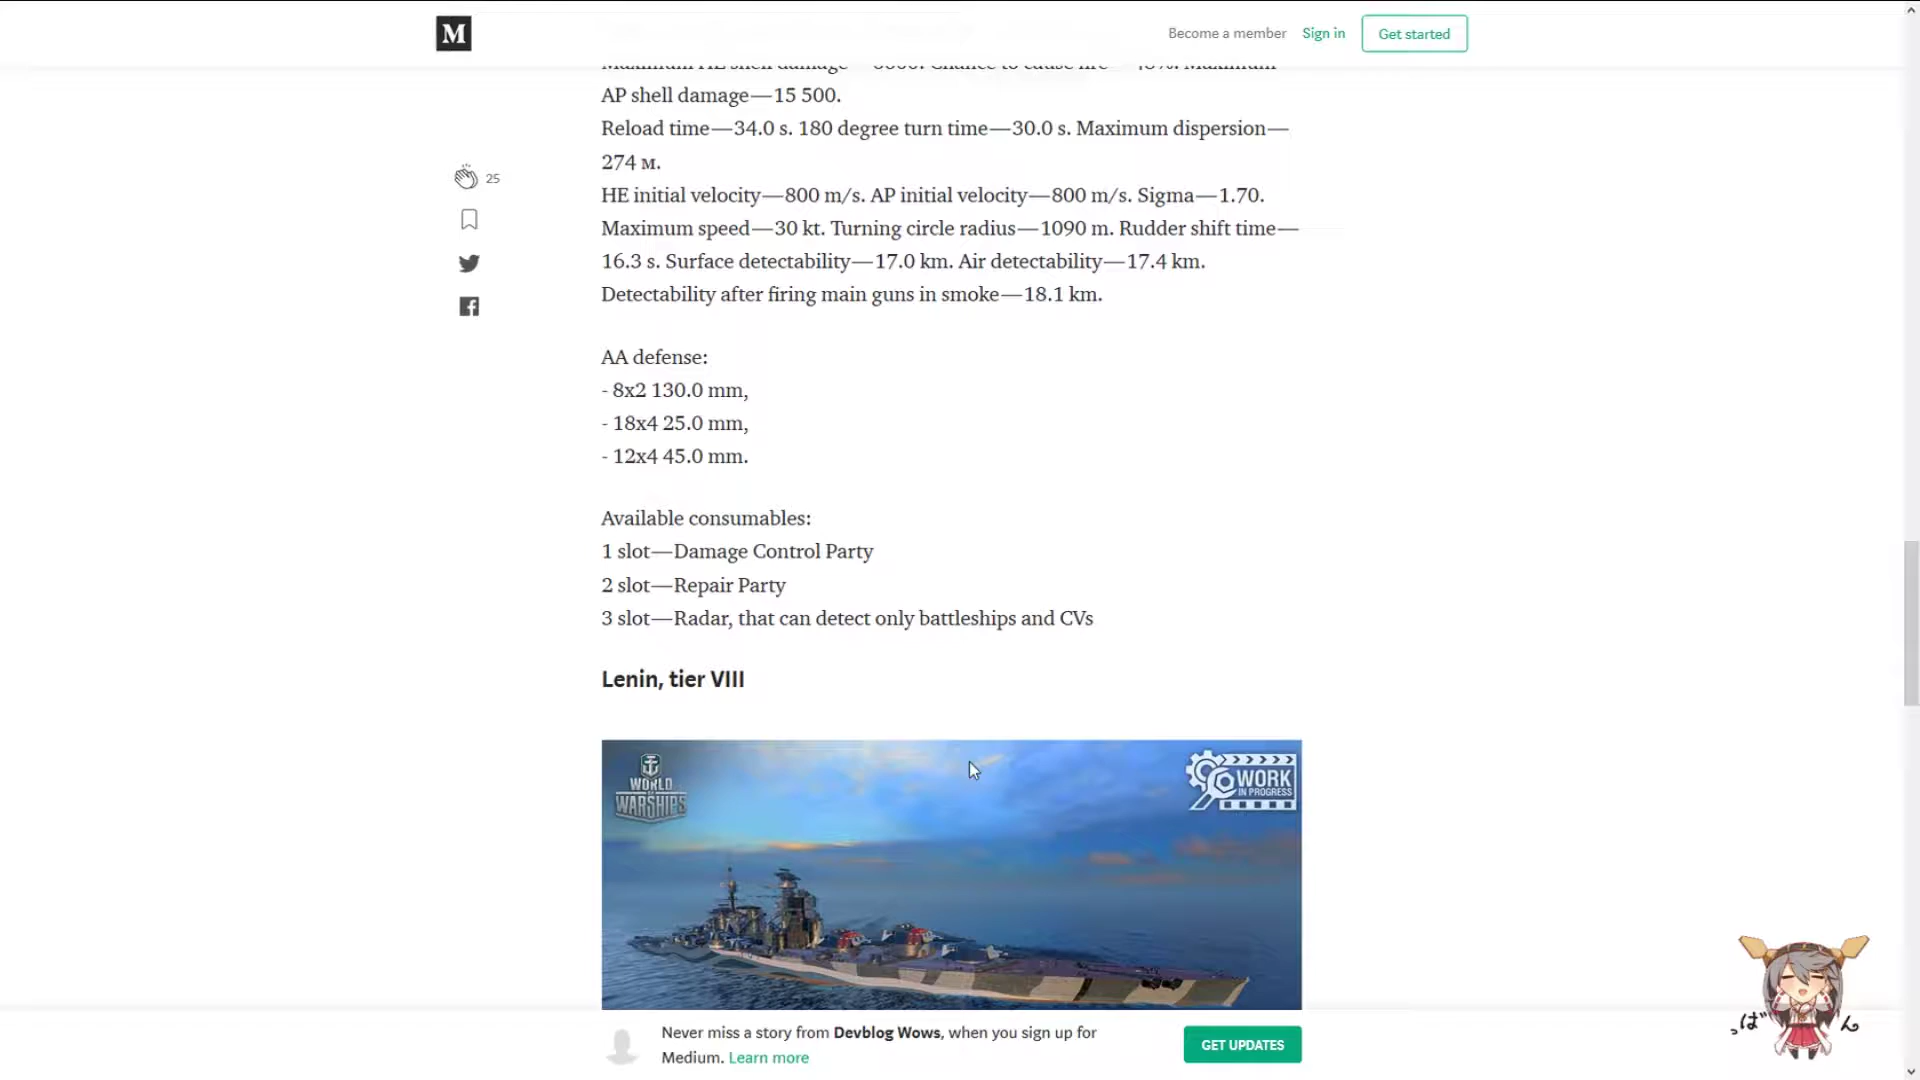 M
Become a member
Sign in
Get started
AP shell damage—15 500.
Reload time—34.0 s. 180 degree turn time—30.0 s. Maximum dispersion—
274 м.
HE initial velocity—800 m/s. AP initial velocity—800 m/s. Sigma—1.70.
Maximum speed—30 kt. Turning circle radius—1090 m. Rudder shift time—
16.3 s. Surface detectability—17.0 km. Air detectability—17.4 km.
Detectability after firing main guns in smoke—18.1 km.
25
AA defense:
- 8x2 130.0 mm,
- 18x4 25.0 mm,
- 12x4 45.0 mm.
Available consumables:
1 slot—Damage Control Party
2 slot—Repair Party
3 slot—Radar, that can detect only battleships and CVs
Lenin, tier VIII
WORLD
OF
WARSHIPS
WORK
IN PROGRESS
Never miss a story from Devblog Wows, when you sign up for
Medium. Learn more
GET UPDATES
っぱ
ん